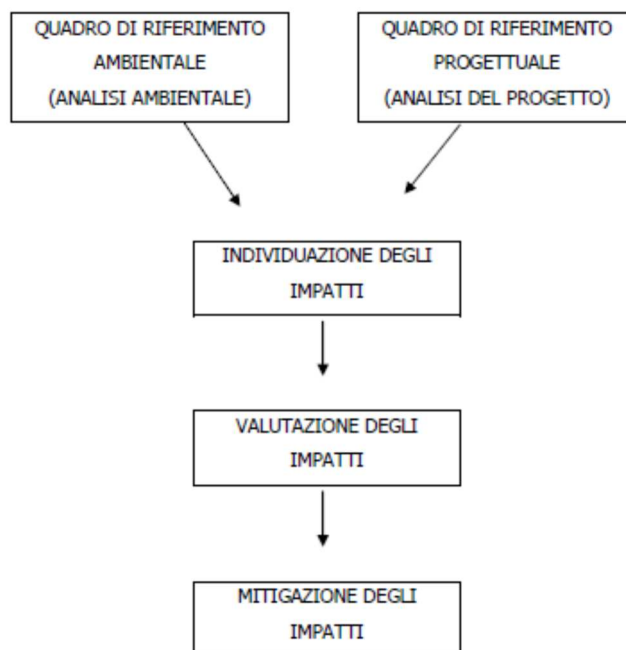 QUADRO DI RIFERIMENTO
AMBIENTALE
(ANALISI AMBIENTALE)
QUADRO DI RIFERIMENTO
PROGETTUALE
(ANALISI DEL PROGETTO)
INDIVIDUAZIONE DEGLI
IMPATTI
VALUTAZIONE DEGLI
IMPATTI
MITIGAZIONE DEGLI
IMPATTI